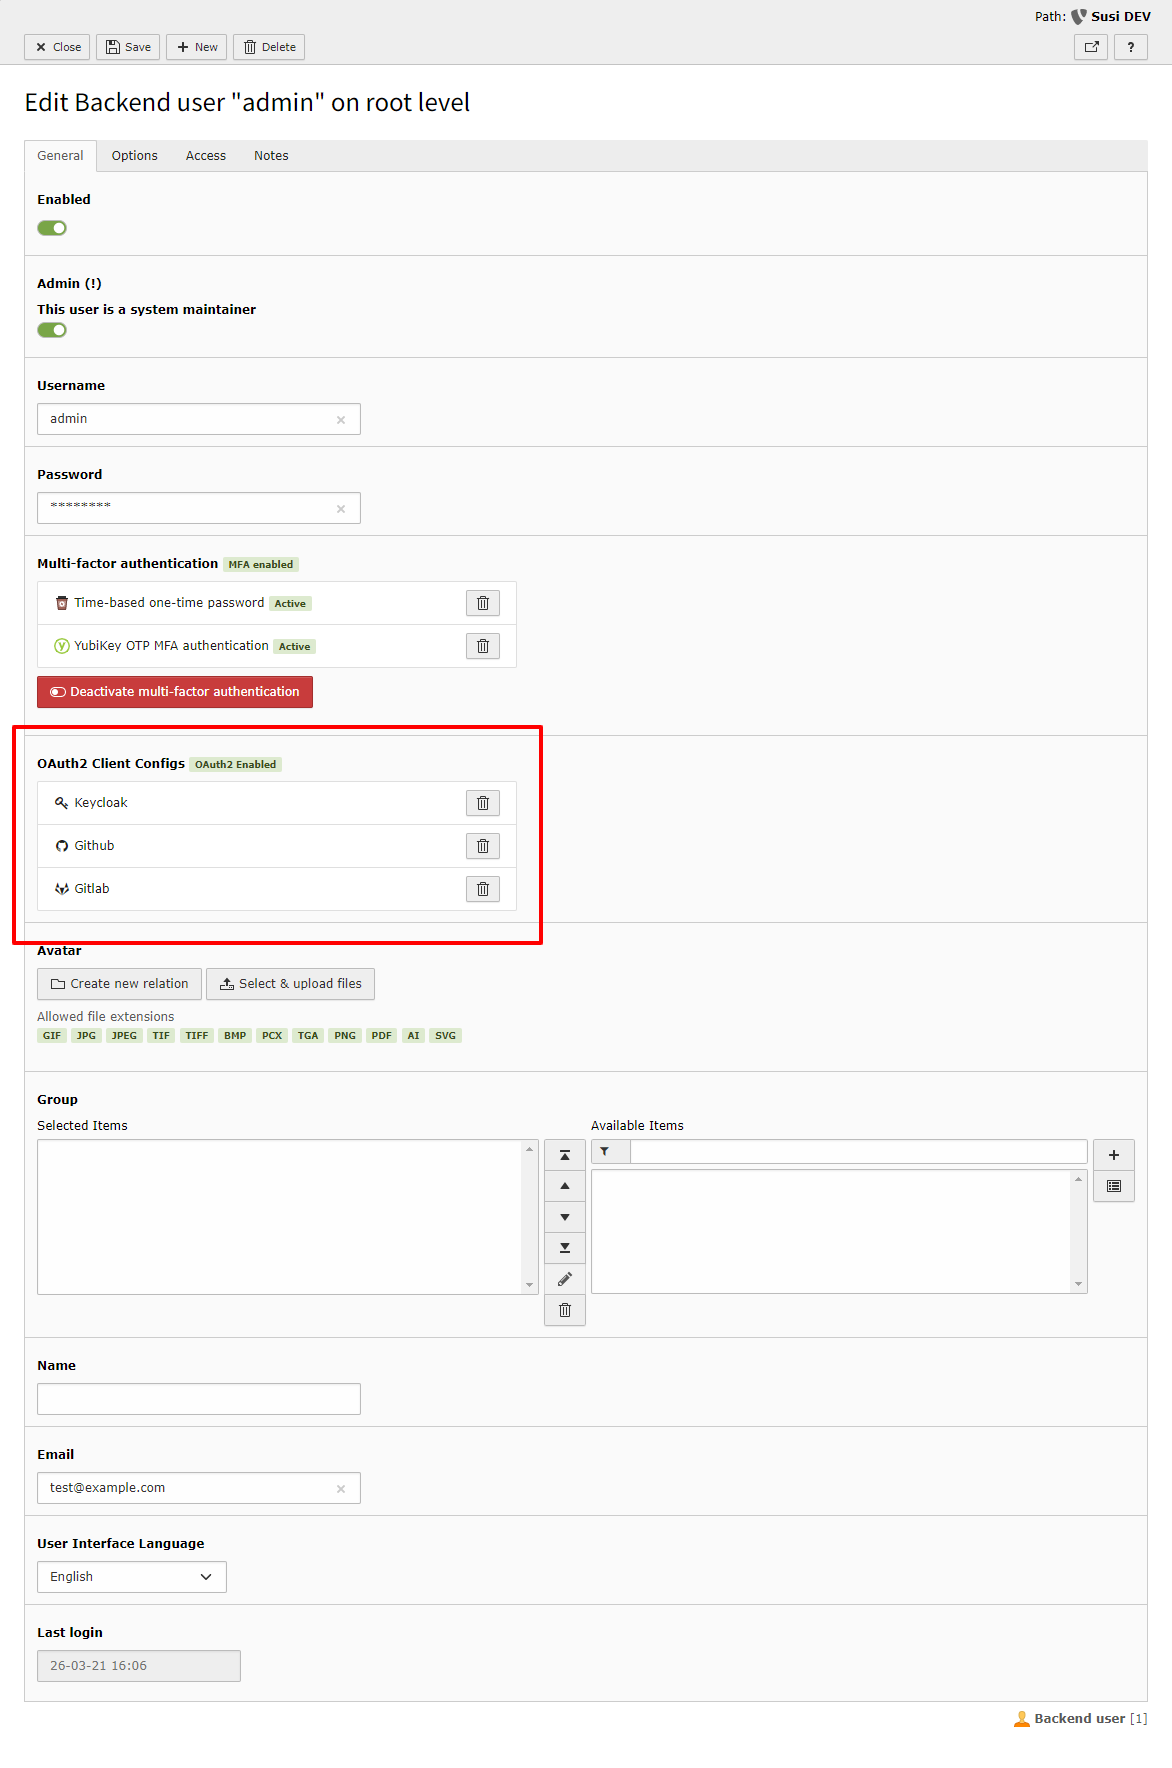 Path: Susi DEV
Close Save New Delete ?
Edit Backend user "admin" on root level
General Options Access Notes
Enabled
Admin (!)
This user is a system maintainer
Username
admin
Password
********
Multi-factor authentication MFA enabled
Time-based one-time password Active
YubiKey OTP MFA authentication Active
Deactivate multi-factor authentication
OAuth2 Client Configs OAuth2 Enabled
Keycloak
Github
Gitlab
Avatar
Create new relation Select & upload files
Allowed file extensions
GIF JPG JPEG TIF TIFF BMP PCX TGA PNG PDF AI SVG
Group
Selected Items Available Items
Name
Email
test@example.com
User Interface Language
English
Last login
26-03-21 16:06
Backend user [1]